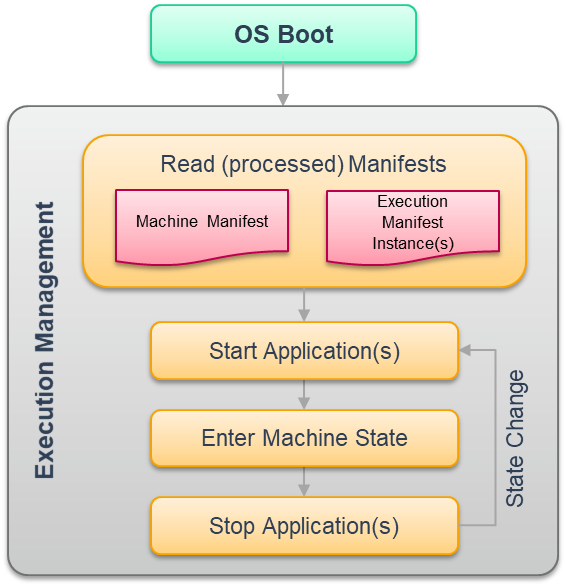 OS Boot
Execution Management
Read (processed) Manifests
Machine Manifest
Execution
Manifest
Instance(s)
Start Application(s)
Enter Machine State
Stop Application(s)
State Change